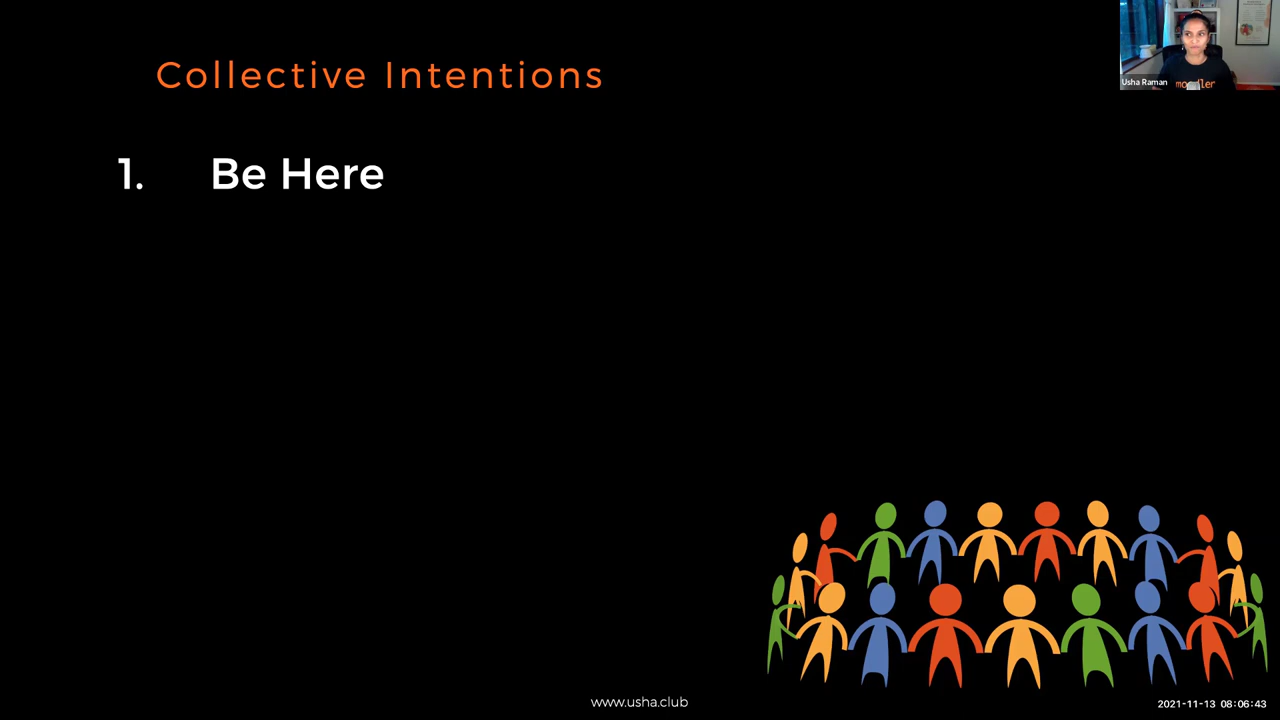 Collective Intentions
1. Be Here
Usha Raman
www.usha.club
2021-11-13 08:06:43